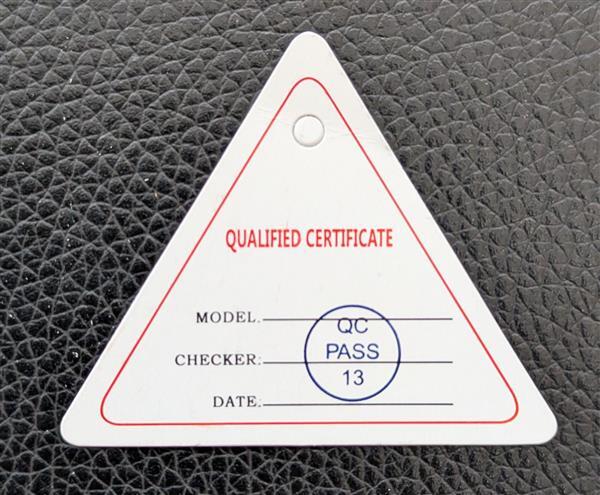 QUALIFIED CERTIFICATE
MODEL:
QC
CHECKER:
PASS
13
DATE: